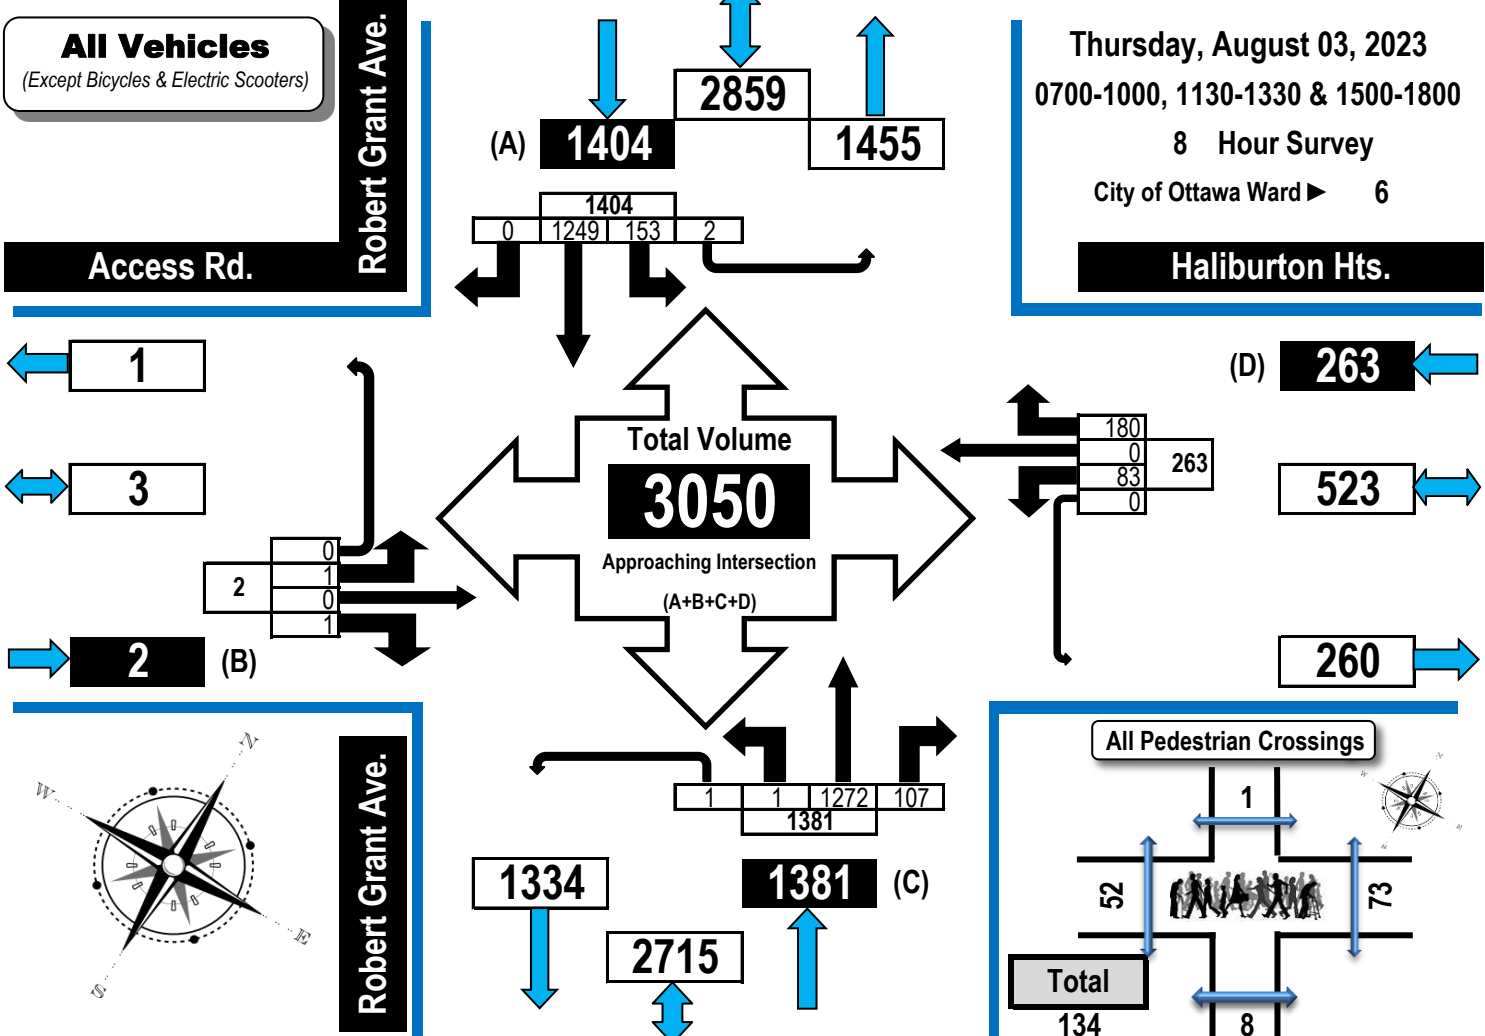 All Vehicles
(Except Bicycles & Electric Scooters)
Robert Grant Ave.
Access Rd.
2859
(A) 1404
1455
1404
0 1249 153 2
Thursday, August 03, 2023
0700-1000, 1130-1330 & 1500-1800
8 Hour Survey
City of Ottawa Ward ► 6
Haliburton Hts.
1
3
0
1
0
1
2
2 (B)
Total Volume
3050
Approaching Intersection
(A+B+C+D)
(D) 263
180
0
83
0
263
523
260
N
W
E
S
Robert Grant Ave.
1 1 1272 107
1381
1334
1381 (C)
2715
All Pedestrian Crossings
1
52
73
Total
134
8